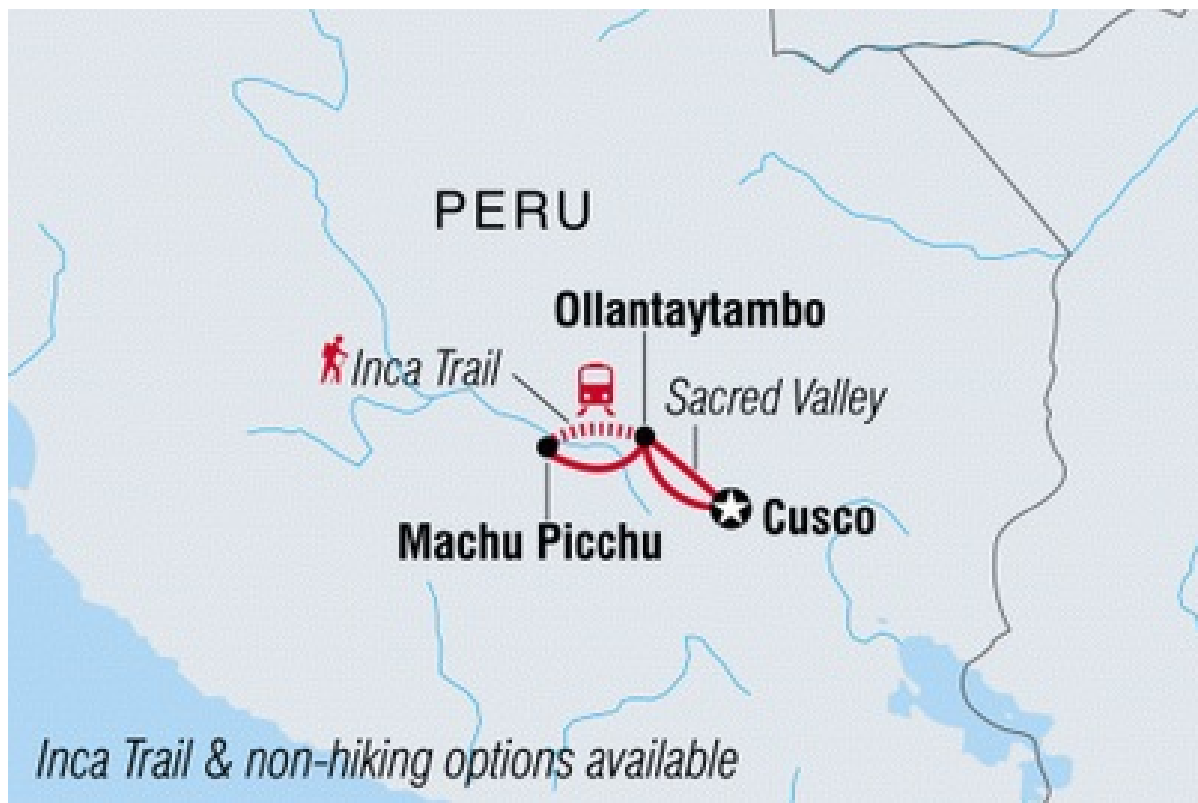 PERU
Ollantaytambo
Inca Trail
Sacred Valley
Machu Picchu
Cusco
Inca Trail & non-hiking options available